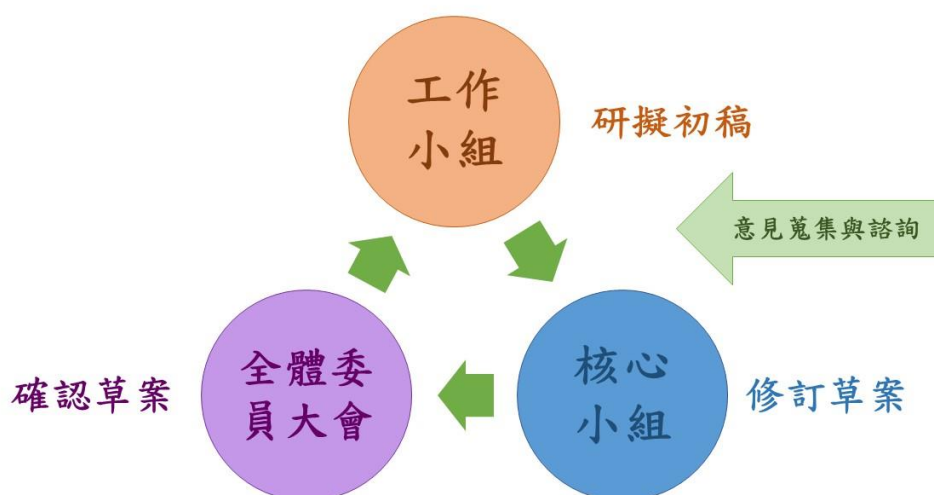 工作
小組
研擬初稿
意見蒐集與諮詢
確認草案
全體委
員大會
核心
小組
修訂草案